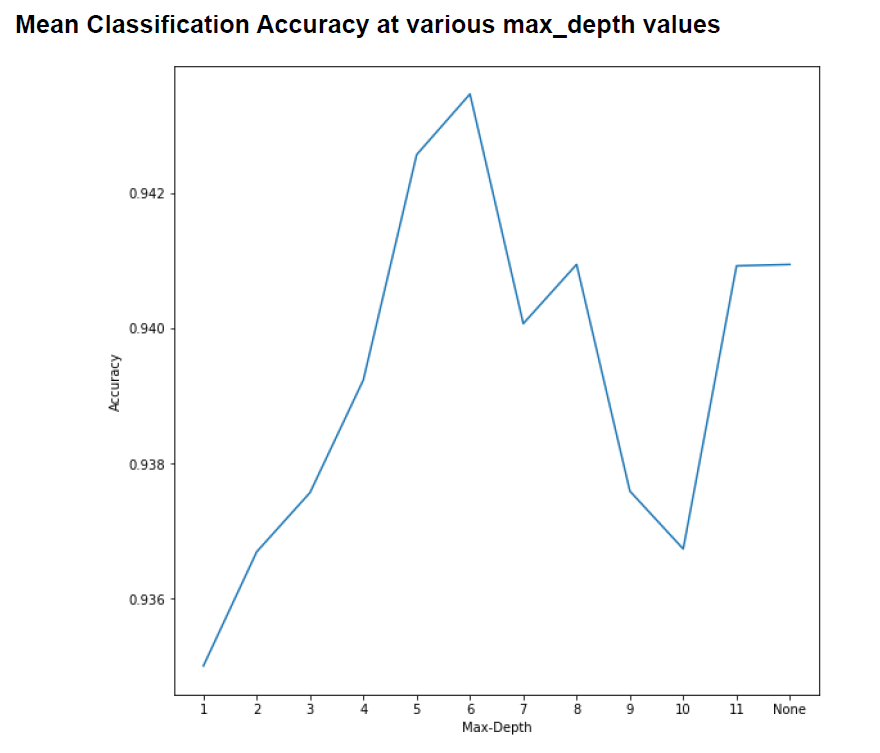 Mean Classification Accuracy at various max_depth values
0.942
0.940
0.938
0.936
Accuracy
1 2 3 4 5 6 7 8 9 10 11 None
Max-Depth